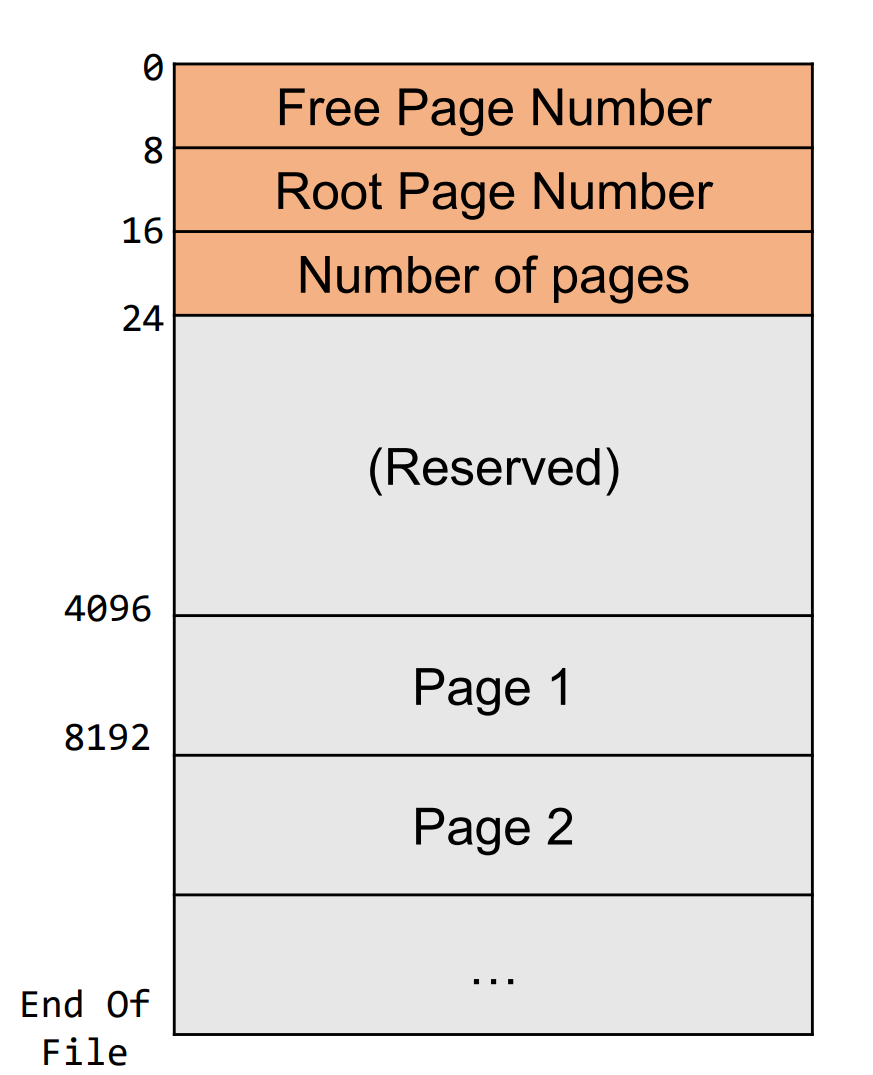 0
Free Page Number
8
Root Page Number
16
Number of pages
24
(Reserved)
4096
Page 1
8192
Page 2
...
End Of
File